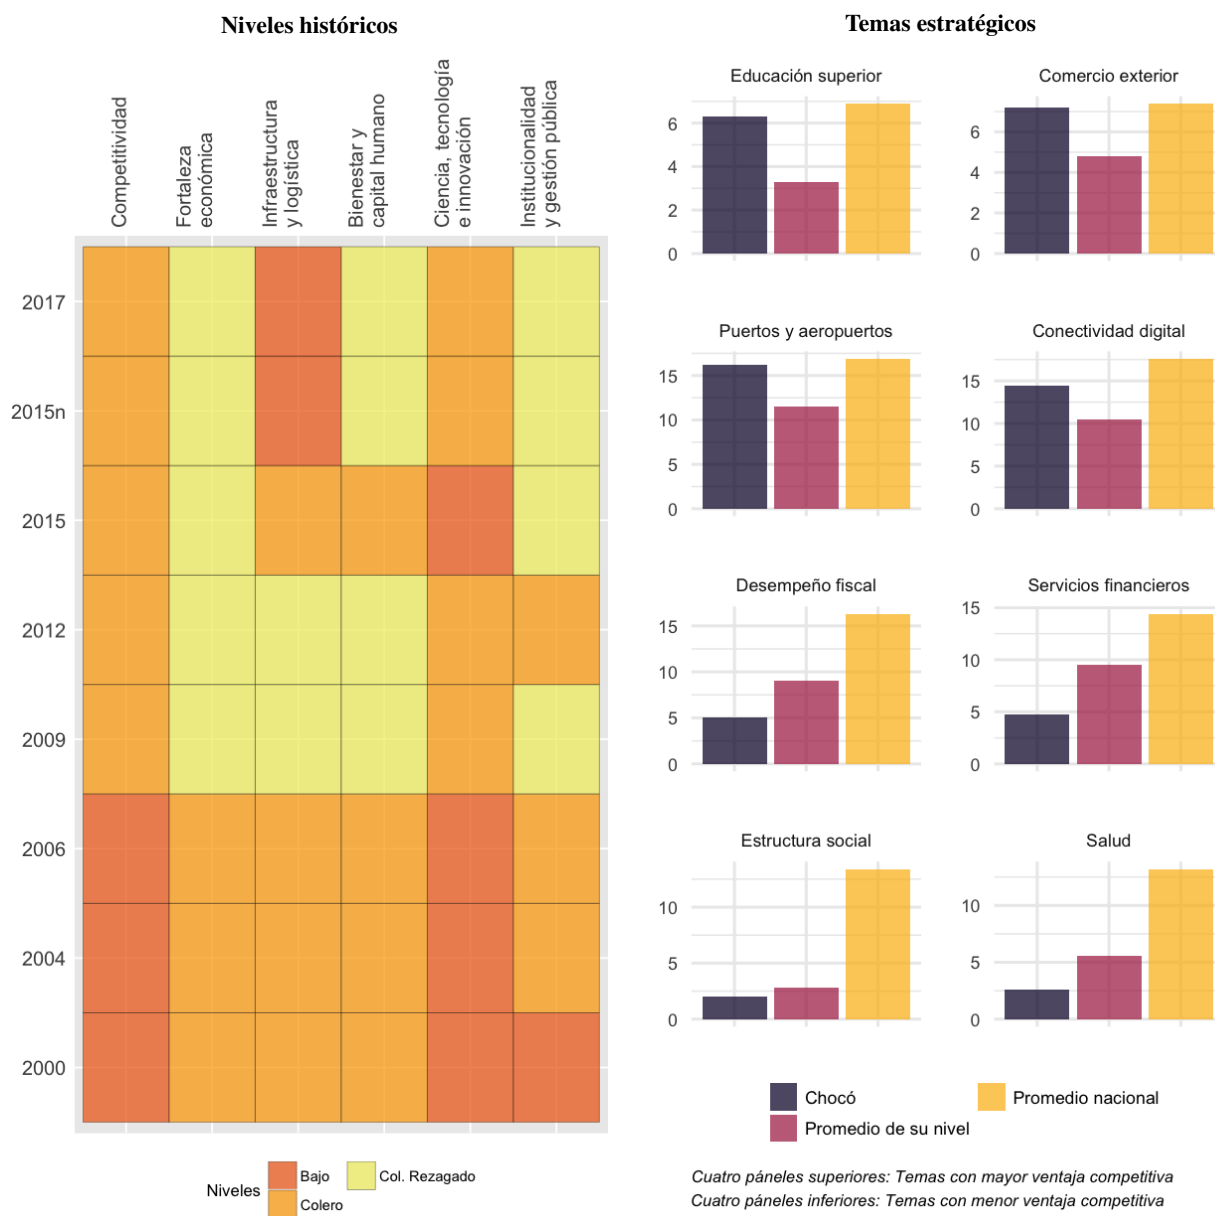 Niveles históricos
Competitividad
Fortaleza
económica
Infraestructura
y logística
Bienestar y
capital humano
Ciencia, tecnología
e innovación
Institucionalidad
y gestión pública
2017
2015n
2015
2012
2009
2006
2004
2000
Niveles
Bajo
Colero
Col. Rezagado
Temas estratégicos
Educación superior
6
4
2
0
Comercio exterior
6
4
2
0
Puertos y aeropuertos
15
10
5
0
Conectividad digital
15
10
5
0
Desempeño fiscal
15
10
5
0
Servicios financieros
15
10
5
0
Estructura social
10
5
0
Salud
10
5
0
Chocó
Promedio de su nivel
Promedio nacional
Cuatro páneles superiores: Temas con mayor ventaja competitiva
Cuatro páneles inferiores: Temas con menor ventaja competitiva